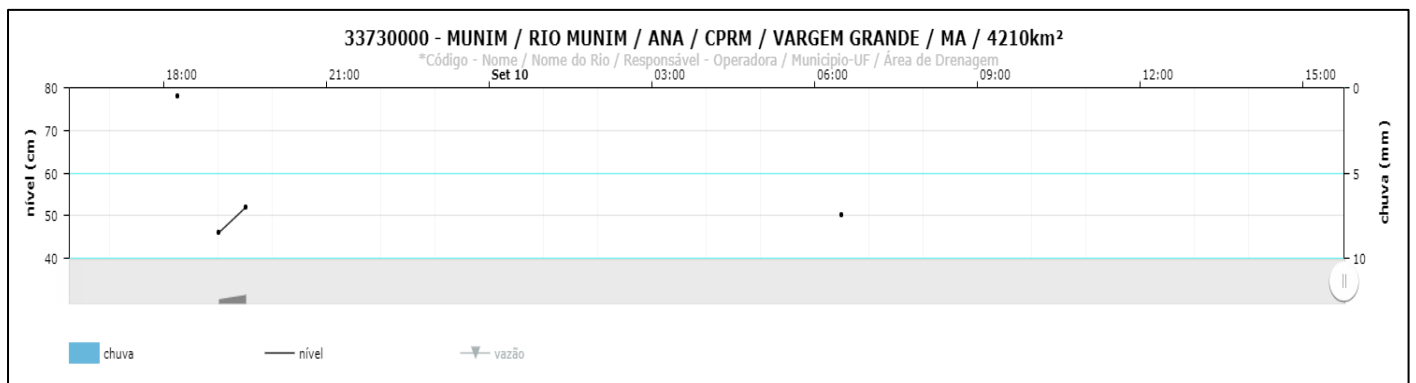 33730000 - MUNIM / RIO MUNIM / ANA / CPRM / VARGEM GRANDE / MA / 4210km²
*Código - Nome / Nome do Rio / Responsável - Operadora / Municipio-UF / Área de Drenagem
18:00 21:00 Set 10 03:00 06:00 09:00 12:00 15:00
80 0
70
60 5
50
40 10
nível (cm)
chuva (mm)
chuva nível vazão